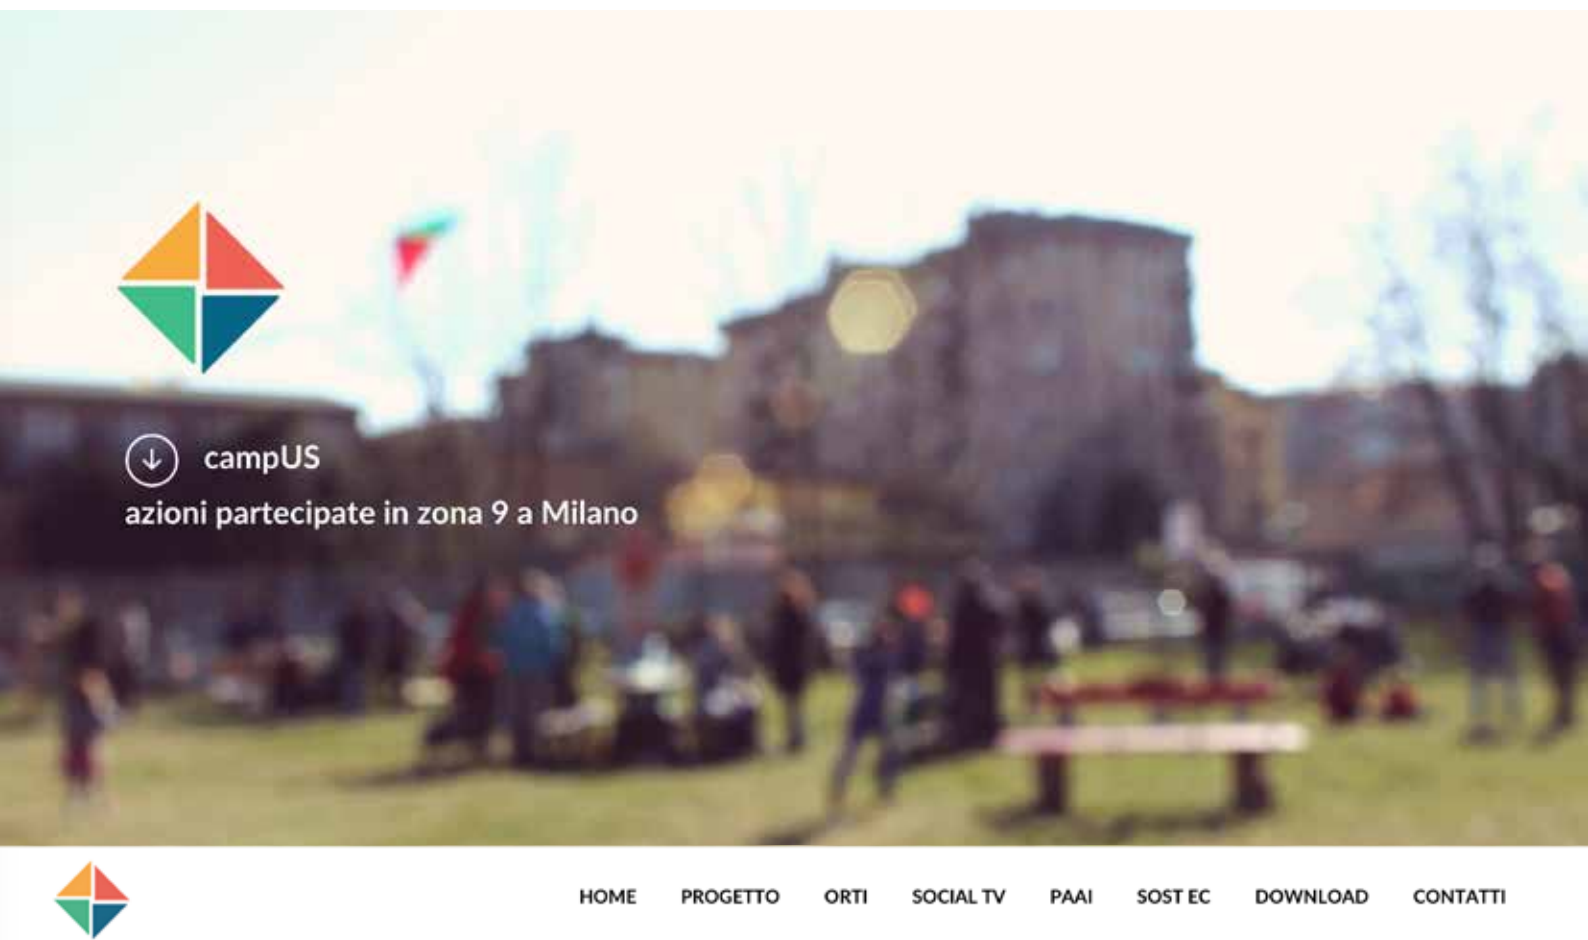 campUS
azioni partecipate in zona 9 a Milano
HOME PROGETTO ORTI SOCIAL TV PAAI SOST EC DOWNLOAD CONTATTI